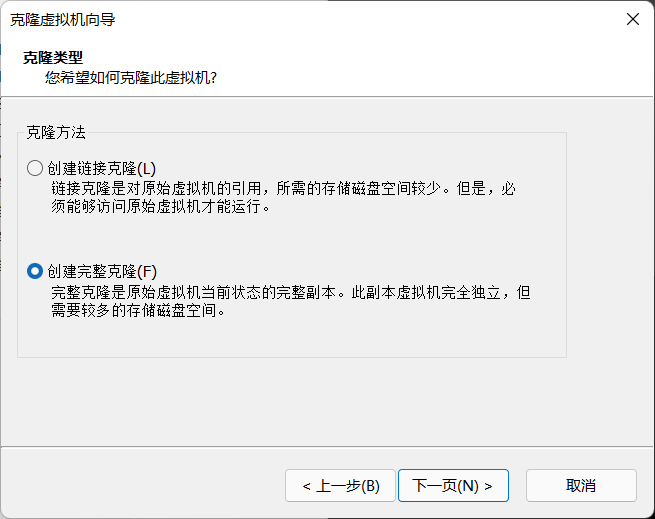 克隆虚拟机向导
克隆类型
您希望如何克隆此虚拟机?
克隆方法
创建链接克隆(L)
链接克隆是对原始虚拟机的引用，所需的存储磁盘空间较少。但是，必
须能够访问原始虚拟机才能运行。
创建完整克隆(F)
完整克隆是原始虚拟机当前状态的完整副本。此副本虚拟机完全独立，但
需要较多的存储磁盘空间。
< 上一步(B)
下一页(N) >
取消